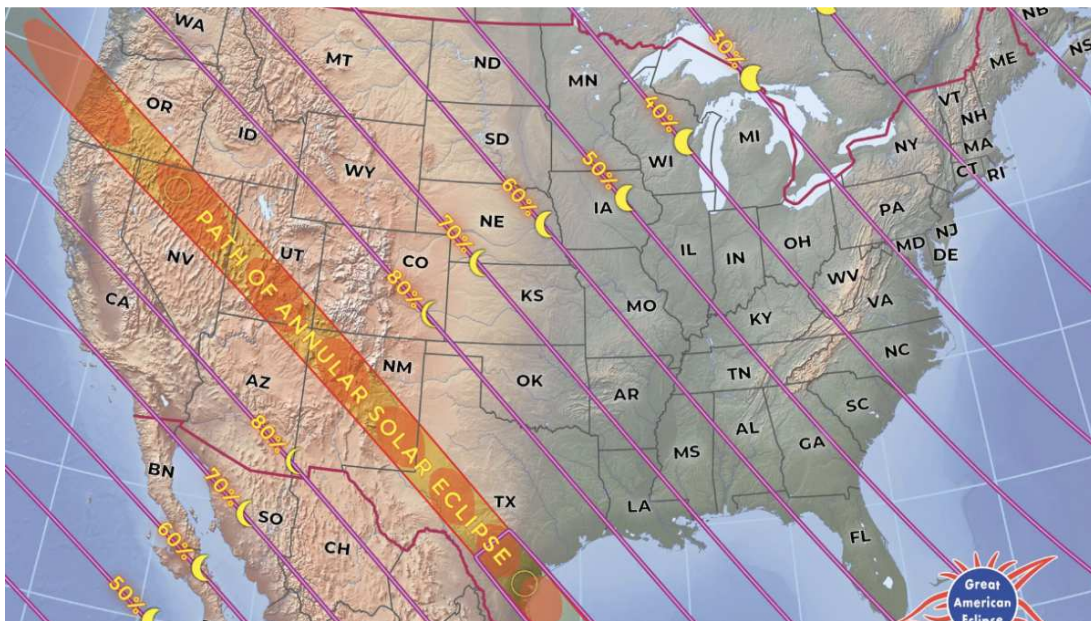 WA
MT
ND
MN
30%
NB
ME
NS
OR
ID
SD
40%
WI
MI
VT
NH
NY
MA
CT
RI
WY
50%
IA
60%
NE
PA
NJ
MD
DE
PATH OF ANNULAR SOLAR ECLIPSE
NV
UT
CO
70%
IL
IN
OH
WV
VA
CA
80%
KS
MO
KY
NC
AZ
NM
OK
AR
TN
SC
80%
MS
AL
GA
BN
70%
SO
TX
LA
CH
FL
60%
50%
Great
American
Eclipse